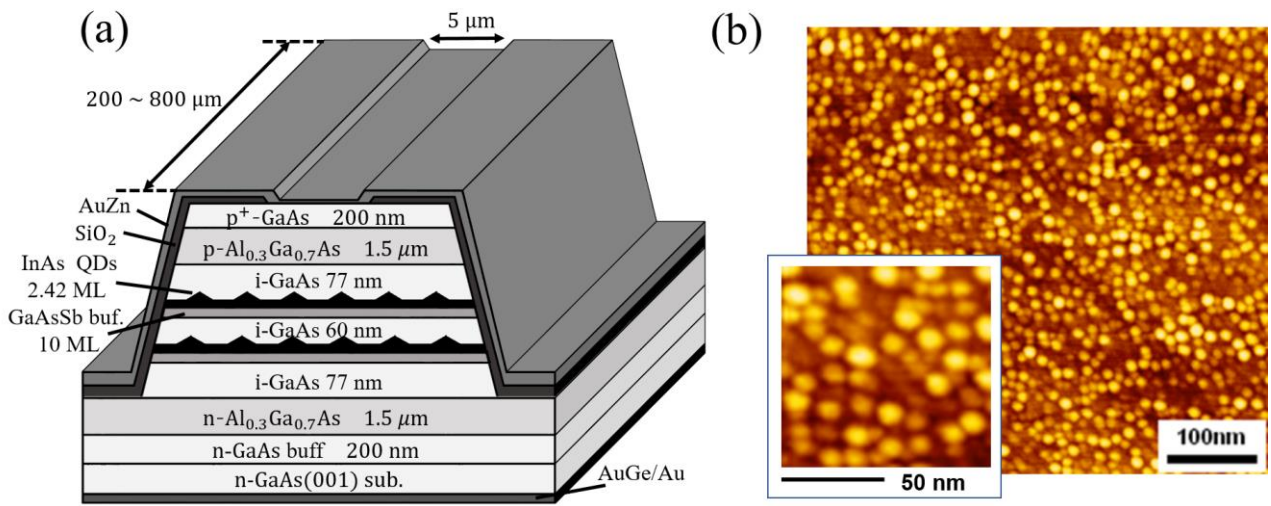 (a)
5 μm
200 ~ 800 μm
AuZn
SiO₂
InAs QDs
2.42 ML
GaAsSb buf.
10 ML
p⁺-GaAs 200 nm
p-Al₀.₃Ga₀.₇As 1.5 μm
i-GaAs 77 nm
i-GaAs 60 nm
i-GaAs 77 nm
n-Al₀.₃Ga₀.₇As 1.5 μm
n-GaAs buff 200 nm
n-GaAs(001) sub.
AuGe/Au
(b)
100nm
50 nm